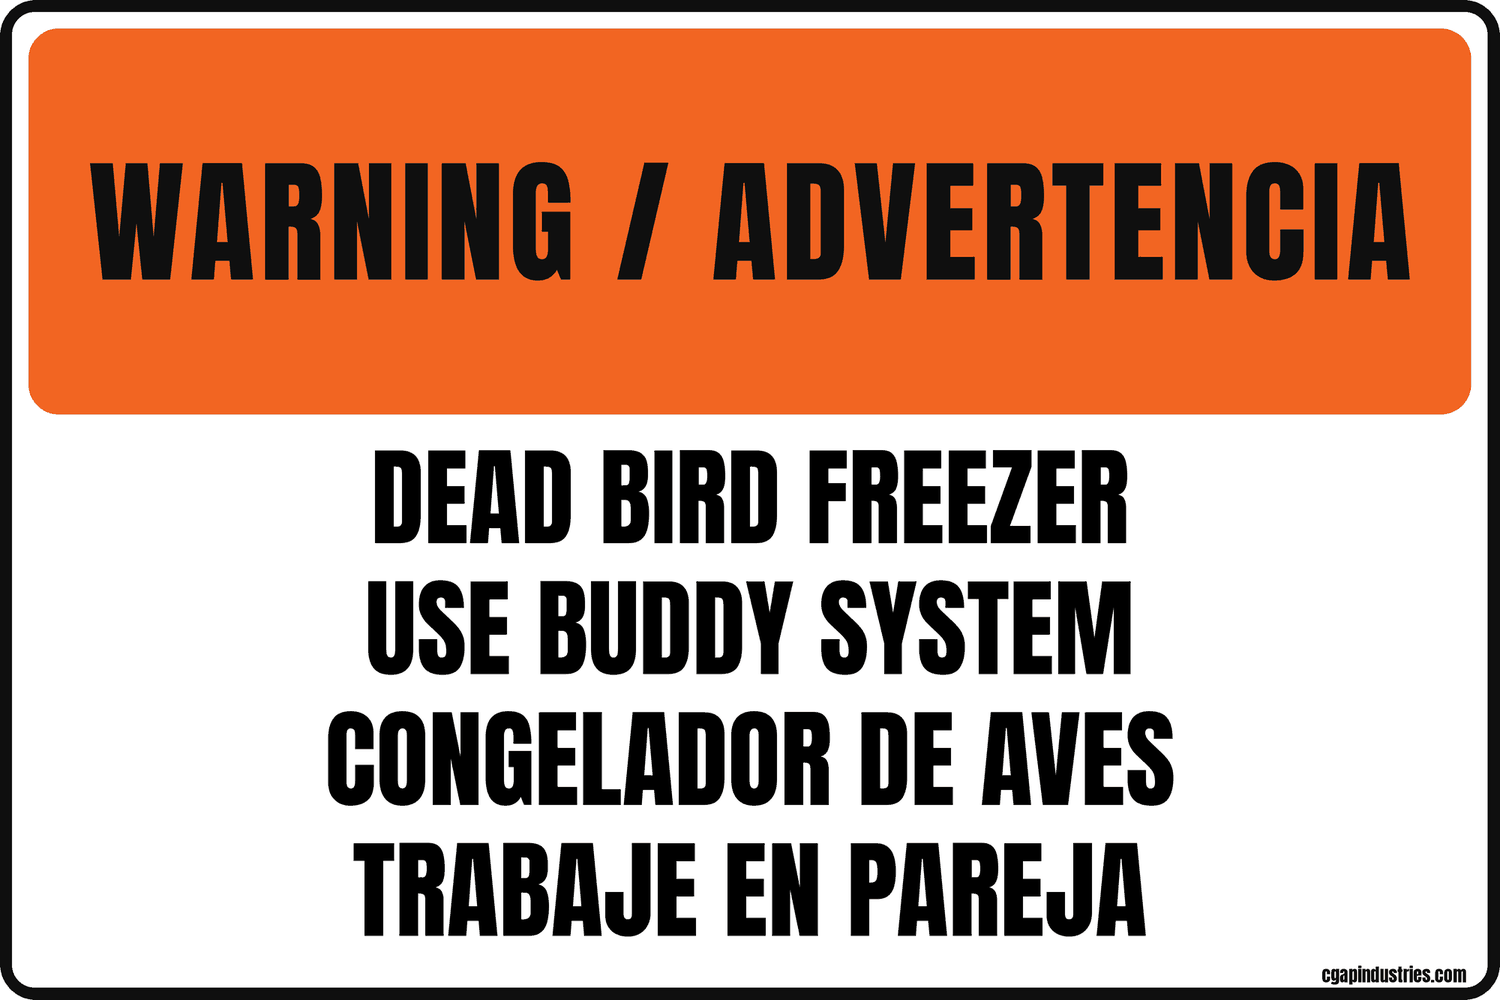 WARNING / ADVERTENCIA
DEAD BIRD FREEZER
USE BUDDY SYSTEM
CONGELADOR DE AVES
TRABAJE EN PAREJA
cgapindustries.com